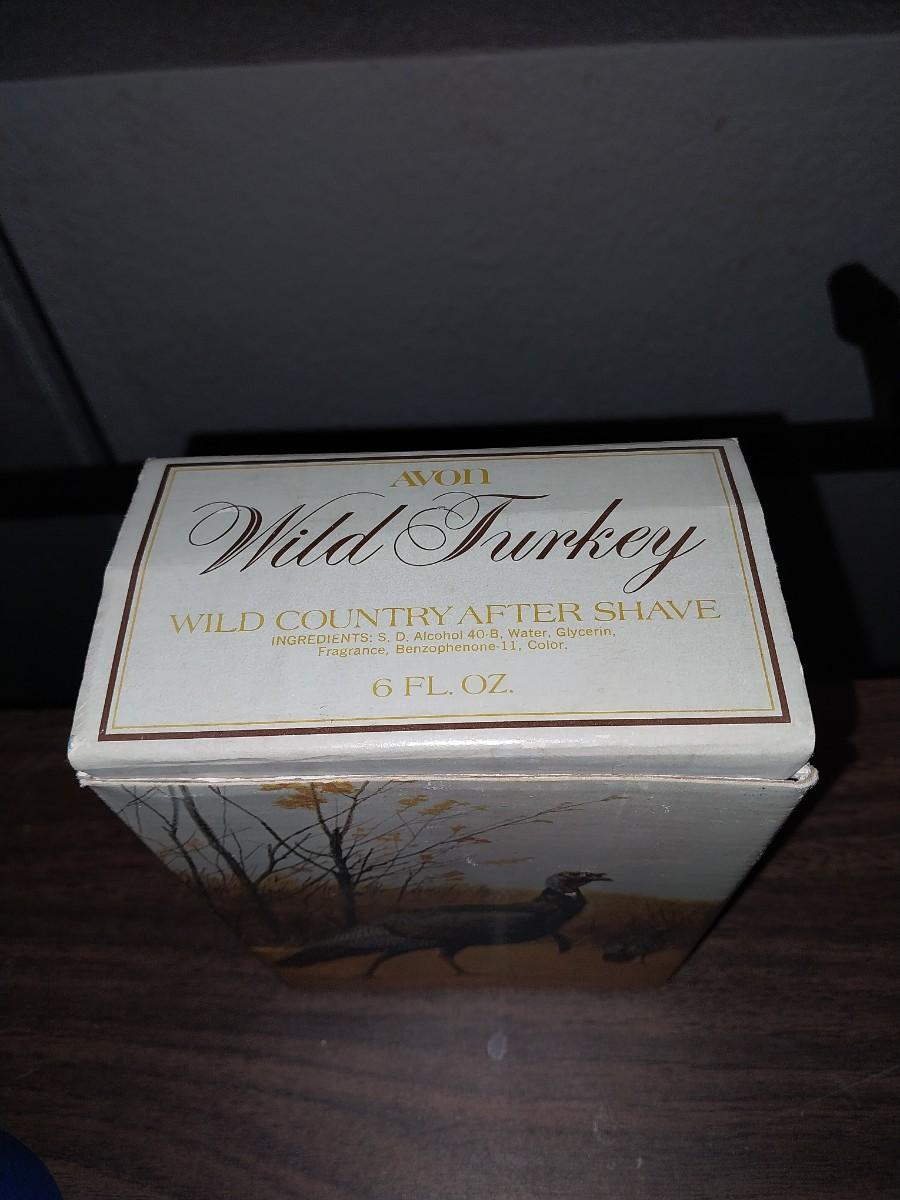 AVON
Wild Turkey
WILD COUNTRY AFTER SHAVE
INGREDIENTS: S. D. Alcohol 40-B, Water, Glycerin,
Fragrance, Benzophenone-11, Color.
6 FL. OZ.